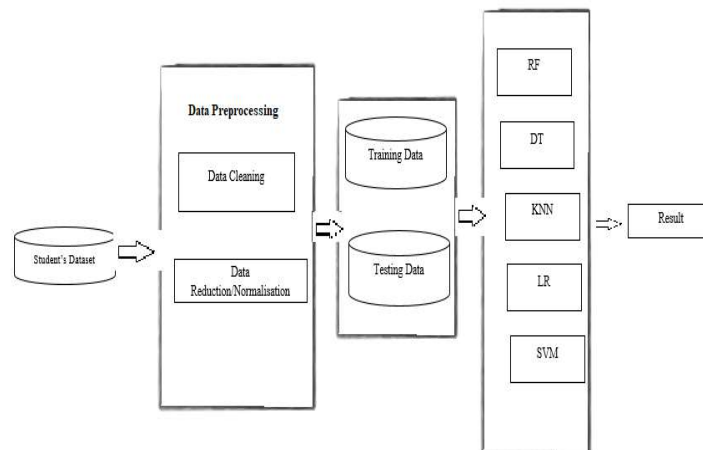 Student's Dataset
Data Preprocessing
Data Cleaning
Data
Reduction/Normalisation
Training Data
Testing Data
RF
DT
KNN
LR
SVM
Result